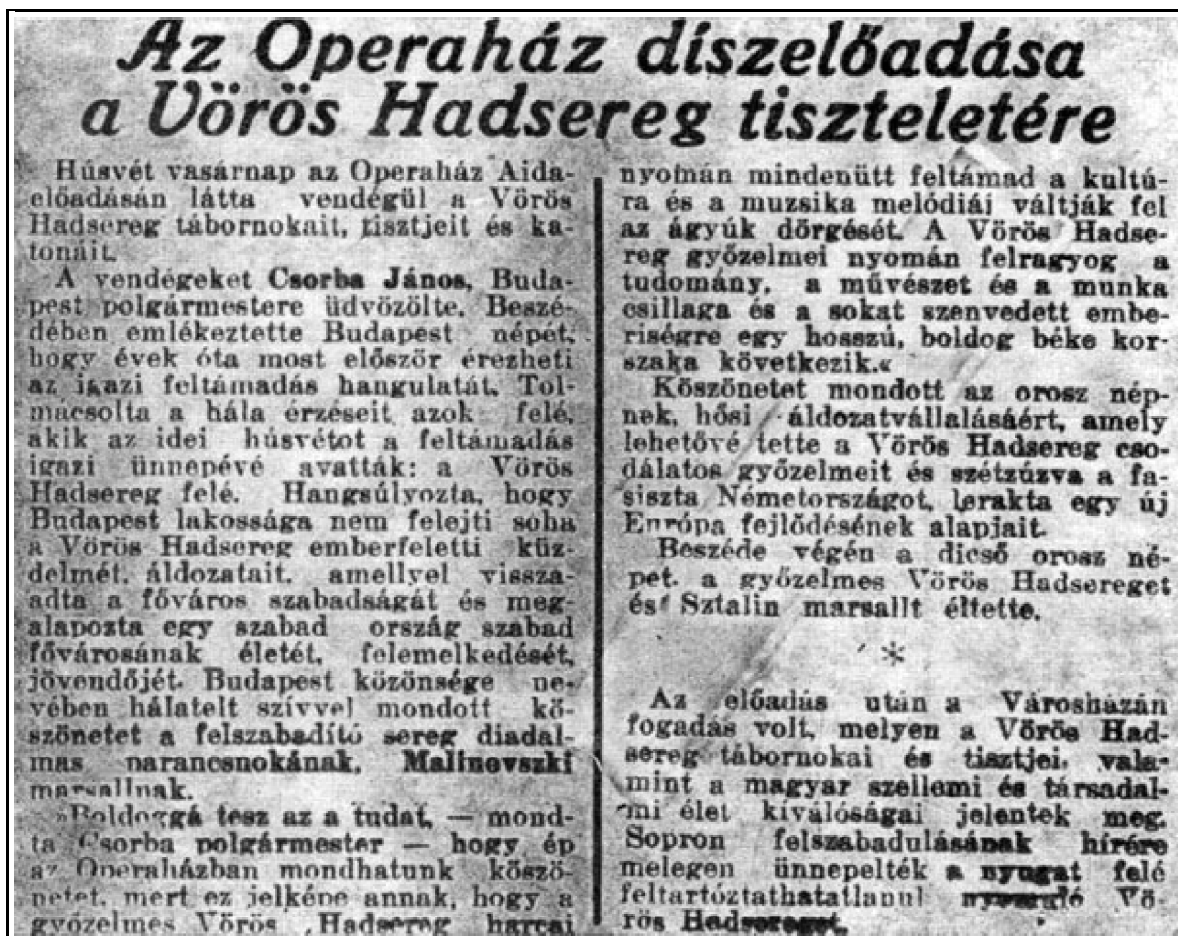 Az Operaház díszelőadása
a Vörös Hadsereg tiszteletére
Húsvét vasárnap az Operaház Aida-
előadásán látta vendégül a Vörös
Hadsereg tábornokait, tisztjeit és ka-
tonáit.
A vendégeket Csorba János, Buda-
pest polgármestere üdvözölte. Beszé-
dében emlékeztette Budapest népét,
hogy évek óta most először érezheti
az igazi feltámadás hangulatát. Tol-
mácsolta a hála érzéseit azok felé,
akik az idei húsvétot a feltámadás
igazi ünnepévé avatták: a Vörös
Hadsereg felé. Hangsúlyozta, hogy
Budapest lakossága nem felejti soha
a Vörös Hadsereg emberfeletti küz-
delmét, áldozatait, amellyel vissza-
adta a főváros szabadságát és meg-
alapozta egy szabad ország szabad
fővárosának életét, felemelkedését,
jövendőjét. Budapest közönsége ne-
vében hálatelt szívvel mondott kö-
szönetet a felszabadító sereg diadal-
mas parancsnokának, Malinovszki
marsallnak.
»Boldoggá tesz az a tudat, — mond-
ta Csorba polgármester — hogy ép
az Operaházban mondhatunk köszö-
netet, mert ez jelképe annak, hogy a
győzelmes Vörös Hadsereg harcai
nyomán mindenütt feltámad a kultú-
ra és a muzsika melódiáj váltják fel
az ágyúk dörgését. A Vörös Hadse-
reg győzelmei nyomán felragyog a
tudomány, a művészet és a munka
csillaga és a sokat szenvedett embe-
riségre egy hosszú, boldog béke kor-
szaka következik.«
Köszönetet mondott az orosz nép-
nek, hősi áldozatvállalásáért, amely
lehetővé tette a Vörös Hadsereg cso-
dálatos győzelmeit és szétzúzva a fa-
siszta Németországot, lerakta egy új
Európa fejlődésének alapjait.
Beszéde végén a dicső orosz né-
pet, a győzelmes Vörös Hadsereget
és Sztalin marsallt éltette.
*
Az előadás után a Városházán
fogadás volt, melyen a Vörös Had-
sereg tábornokai és tisztjei, vala-
mint a magyar szellemi és társadal-
mi élet kiválóságai jelentek meg.
Sopron felszabadulásának hírére
melegen ünnepelték a nyugat felé
feltartóztathatatlanul Vö-
rös Hadsereget.